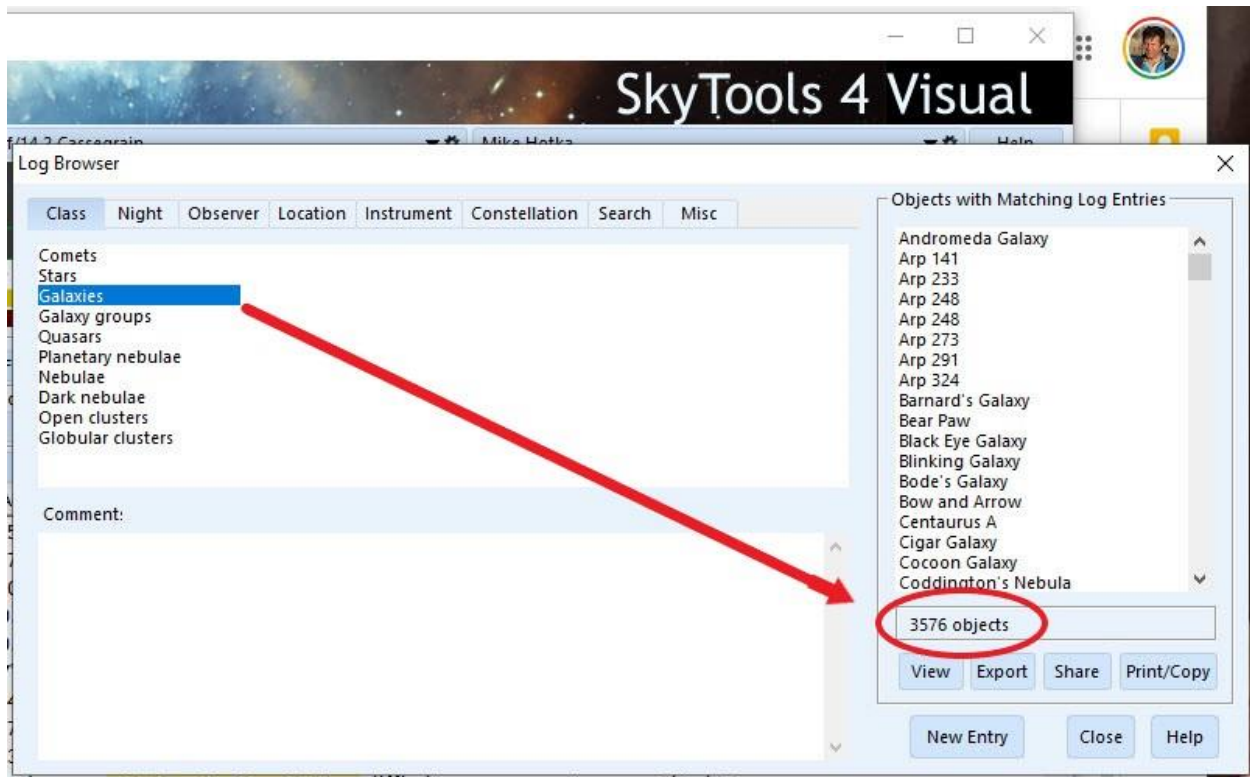 SkyTools 4 Visual
f/14.2 Cassegrain Mike Hotka Help
Log Browser
Class Night Observer Location Instrument Constellation Search Misc
Comets
Stars
Galaxies
Galaxy groups
Quasars
Planetary nebulae
Nebulae
Dark nebulae
Open clusters
Globular clusters
Comment:
Objects with Matching Log Entries
Andromeda Galaxy
Arp 141
Arp 233
Arp 248
Arp 248
Arp 273
Arp 291
Arp 324
Barnard's Galaxy
Bear Paw
Black Eye Galaxy
Blinking Galaxy
Bode's Galaxy
Bow and Arrow
Centaurus A
Cigar Galaxy
Cocoon Galaxy
Coddington's Nebula
3576 objects
View Export Share Print/Copy
New Entry Close Help